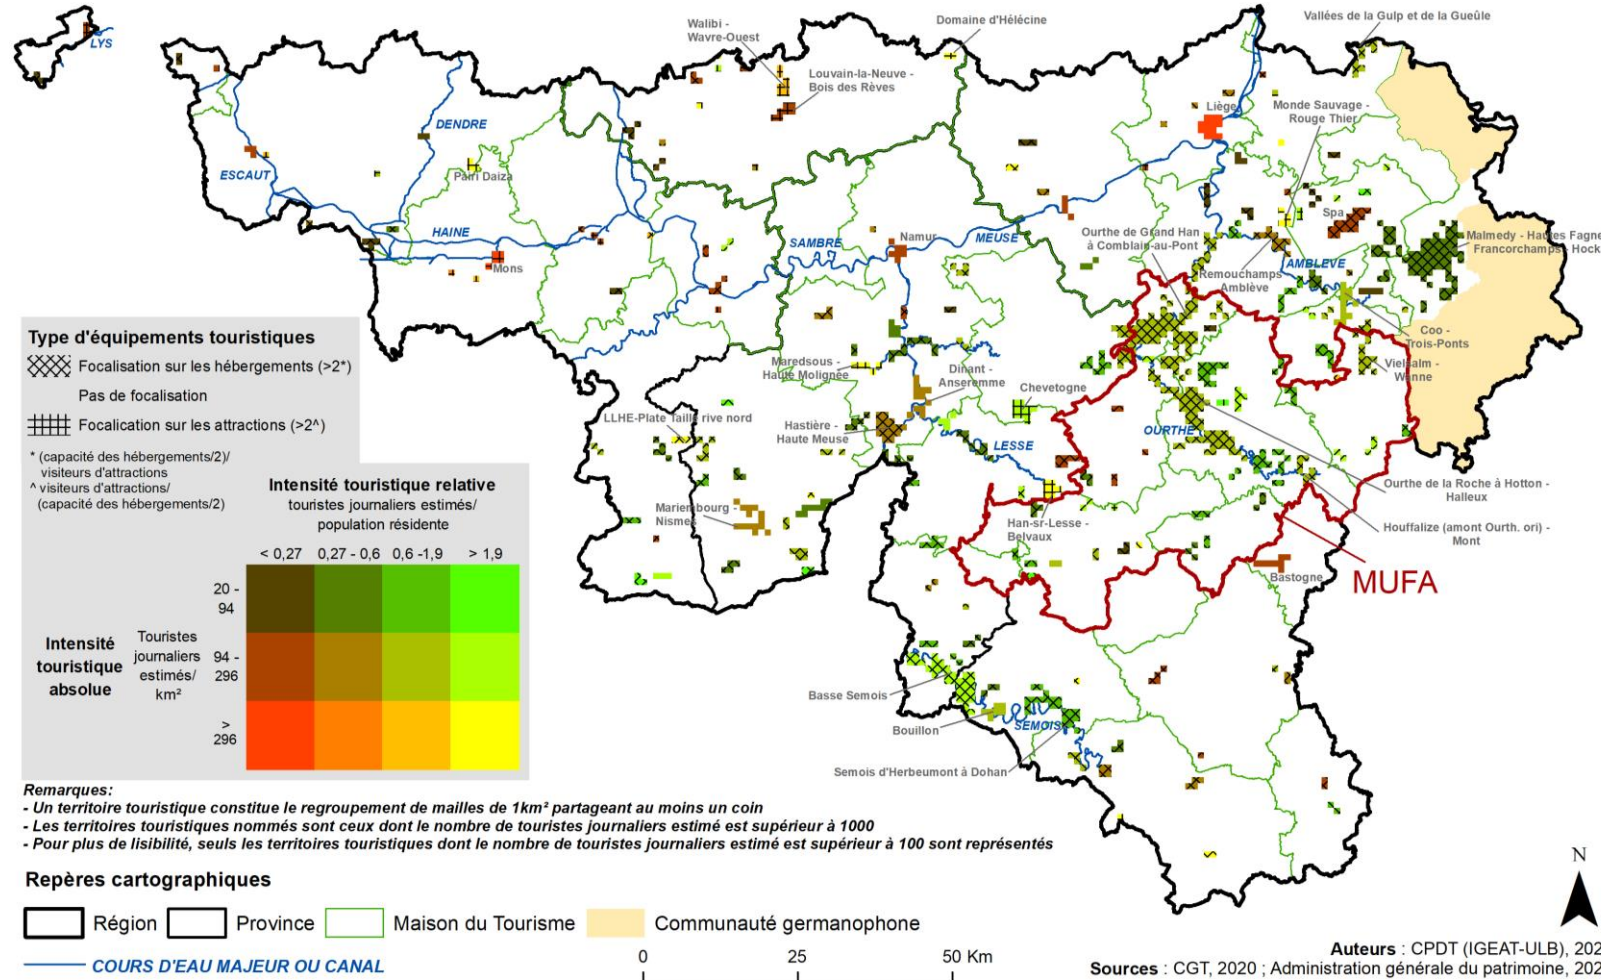 LYS
Walibi -
Wavre-Ouest
Domaine d'Hélécine
Vallées de la Gulp et de la Gueûle
Louvain-la-Neuve -
Bois des Rèves
Liège
Monde Sauvage -
Rouge Thier
DENDRE
ESCAUT
Pairi Daiza
HAINE
Mons
SAMBRE
Namur
MEUSE
Ourthe de Grand Han
à Comblain-au-Pont
Spa
Malmedy - Hautes Fagne
Francorchamps - Hock
Remouchamps
Amblève
AMBLEVE
Coo -
Trois-Ponts
Vielsalm -
Wanne
Maredsous -
Haute Molignée
Dinant -
Anseremme
Chevetogne
LLHE-Plate Taille rive nord
Hastière -
Haute Meuse
LESSE
OURTHE
Mariembourg -
Nismes
Han-sr-Lesse -
Belvaux
Ourthe de la Roche à Hotton -
Halleux
Houffalize (amont Ourth. ori) -
Mont
Bastogne
MUFA
Basse Semois
Bouillon
SEMOIS
Semois d'Herbeumont à Dohan
Type d'équipements touristiques
Focalisation sur les hébergements (>2*)
Pas de focalisation
Focalication sur les attractions (>2^)
* (capacité des hébergements/2)/
visiteurs d'attractions
^ visiteurs d'attractions/
(capacité des hébergements/2)
Intensité touristique relative
touristes journaliers estimés/
population résidente
< 0,27 0,27 - 0,6 0,6 -1,9 > 1,9
Intensité
touristique
absolue
Touristes
journaliers
estimés/
km²
20 -
94
94 -
296
>
296
Remarques:
- Un territoire touristique constitue le regroupement de mailles de 1km² partageant au moins un coin
- Les territoires touristiques nommés sont ceux dont le nombre de touristes journaliers estimé est supérieur à 1000
- Pour plus de lisibilité, seuls les territoires touristiques dont le nombre de touristes journaliers estimé est supérieur à 100 sont représentés
Repères cartographiques
Région Province Maison du Tourisme Communauté germanophone
COURS D'EAU MAJEUR OU CANAL
0 25 50 Km
N
Auteurs : CPDT (IGEAT-ULB), 202
Sources : CGT, 2020 ; Administration générale du patrimoine, 202